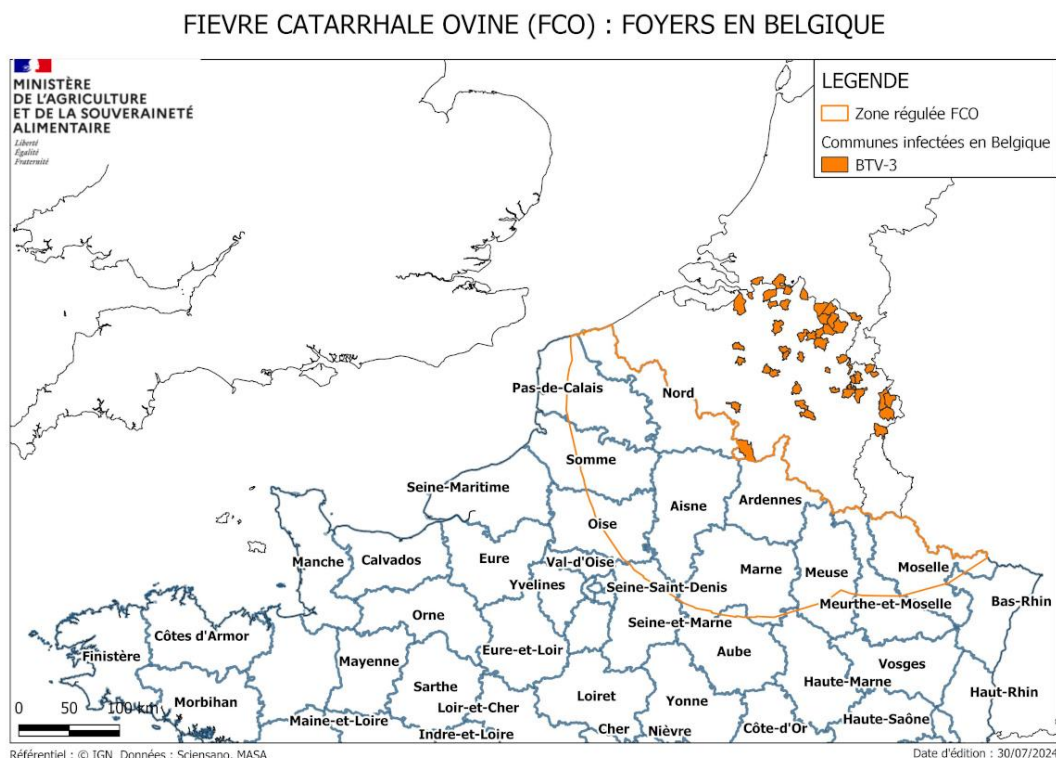 FIEVRE CATARRHALE OVINE (FCO) : FOYERS EN BELGIQUE
MINISTÈRE
DE L'AGRICULTURE
ET DE LA SOUVERAINETÉ
ALIMENTAIRE
Liberté
Égalité
Fraternité
LEGENDE
Zone régulée FCO
Communes infectées en Belgique
BTV-3
Pas-de-Calais
Nord
Somme
Seine-Maritime
Aisne
Ardennes
Oise
Manche
Calvados
Eure
Val-d'Oise
Marne
Meuse
Moselle
Yvelines
Seine-Saint-Denis
Meurthe-et-Moselle
Bas-Rhin
Orne
Seine-et-Marne
Côtes d'Armor
Finistère
Mayenne
Eure-et-Loir
Aube
Vosges
Haute-Marne
Sarthe
Loiret
Yonne
Haut-Rhin
Morbihan
Loir-et-Cher
0 50 100 km
Maine-et-Loire
Indre-et-Loire
Cher
Nièvre
Côte-d'Or
Haute-Saône
Référentiel : © IGN Données : Sciensano, MASA
Date d'édition : 30/07/2024